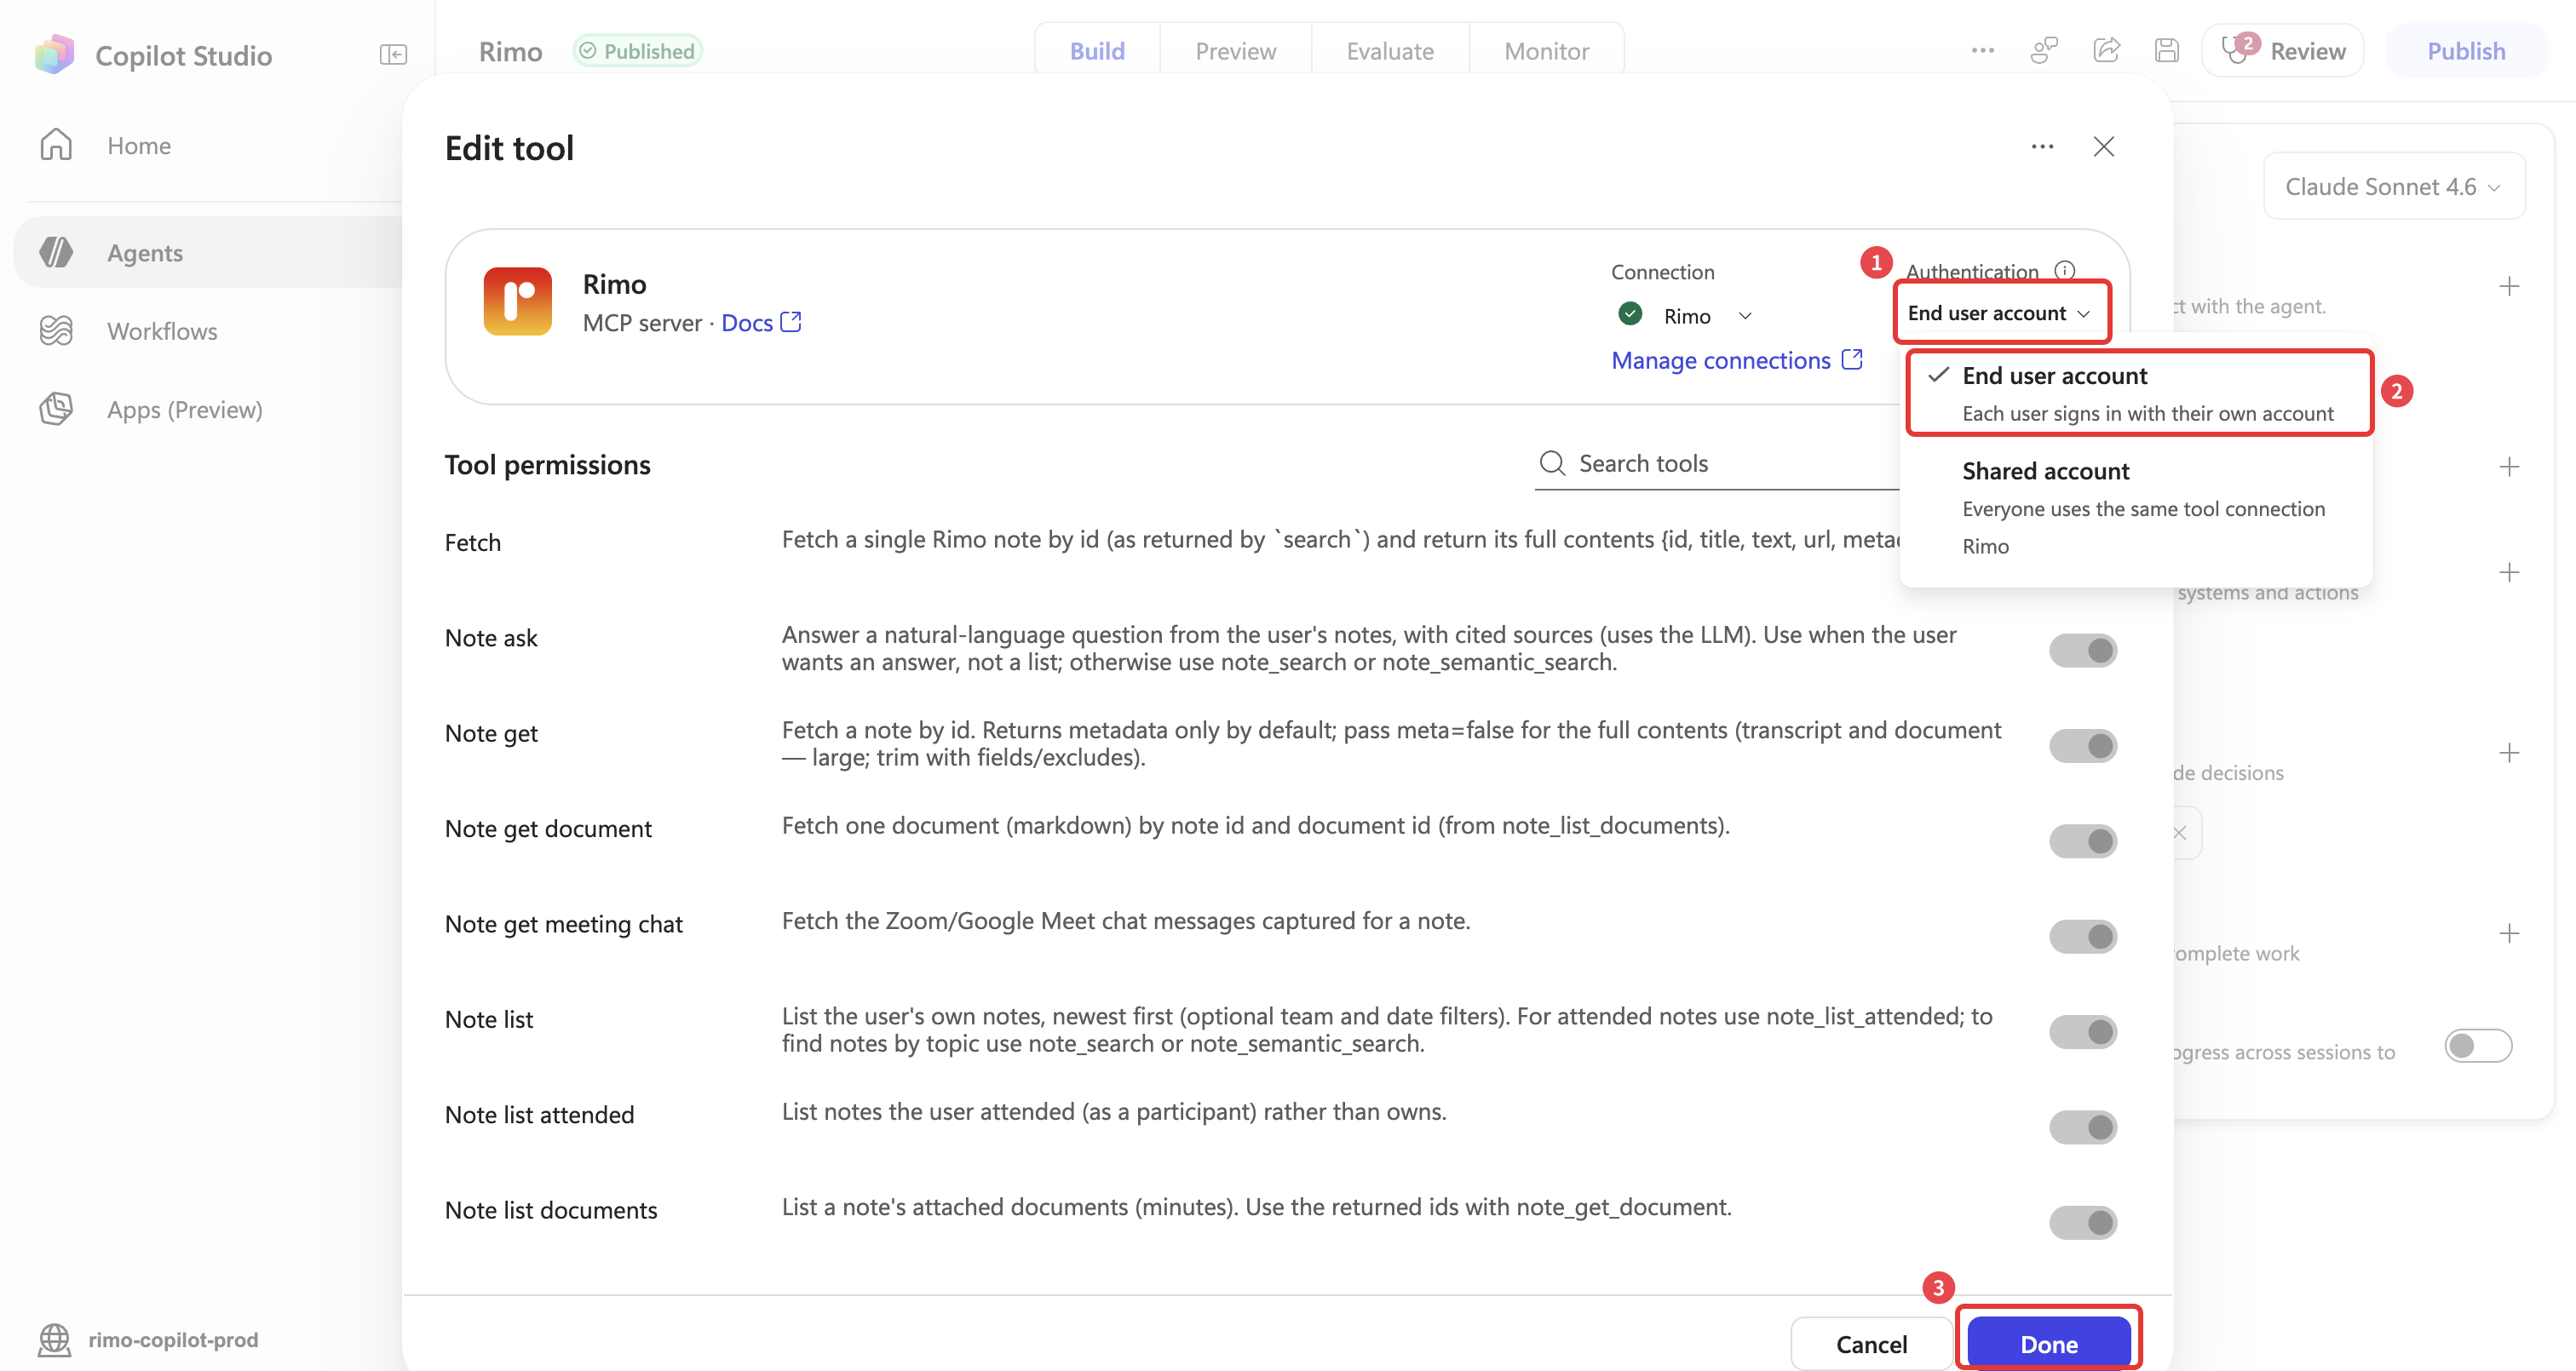 Copilot Studio
Rimo
Published
Build
Preview
Evaluate
Monitor
2
Review
Publish
Home
Agents
Workflows
Apps (Preview)
rimo-copilot-prod
Edit tool
Claude Sonnet 4.6
Rimo
MCP server · Docs
Connection
Rimo
Manage connections
1
Authentication
End user account
End user account
Each user signs in with their own account
2
Shared account
Everyone uses the same tool connection
Rimo
ct with the agent.
systems and actions
de decisions
omplete work
ogress across sessions to
Tool permissions
Search tools
Fetch
Fetch a single Rimo note by id (as returned by `search`) and return its full contents {id, title, text, url, meta
Note ask
Answer a natural-language question from the user's notes, with cited sources (uses the LLM). Use when the user
wants an answer, not a list; otherwise use note_search or note_semantic_search.
Note get
Fetch a note by id. Returns metadata only by default; pass meta=false for the full contents (transcript and document
— large; trim with fields/excludes).
Note get document
Fetch one document (markdown) by note id and document id (from note_list_documents).
Note get meeting chat
Fetch the Zoom/Google Meet chat messages captured for a note.
Note list
List the user's own notes, newest first (optional team and date filters). For attended notes use note_list_attended; to
find notes by topic use note_search or note_semantic_search.
Note list attended
List notes the user attended (as a participant) rather than owns.
Note list documents
List a note's attached documents (minutes). Use the returned ids with note_get_document.
3
Cancel
Done